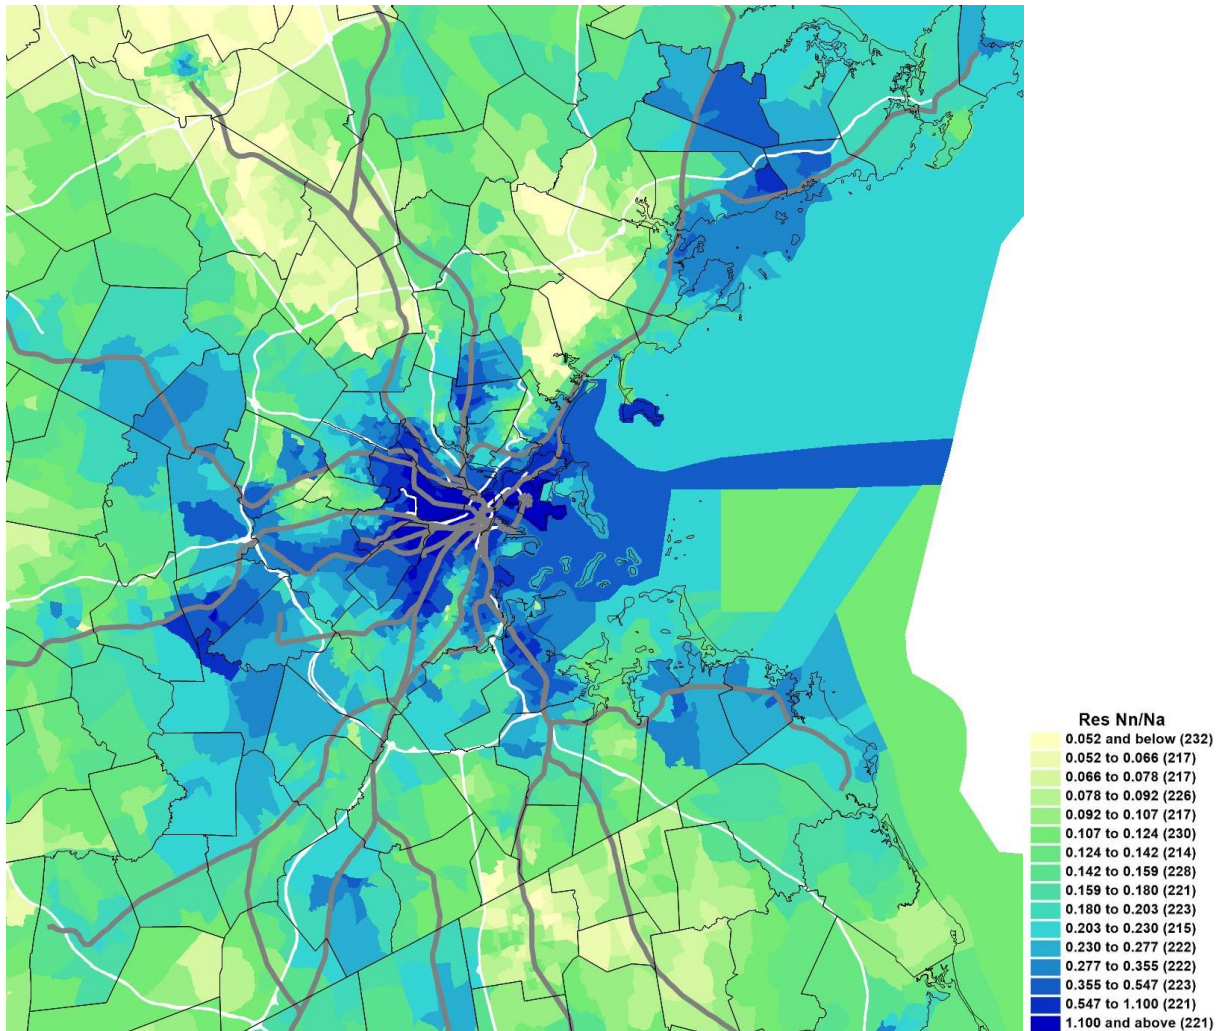 Res Nn/Na
0.052 and below (232)
0.052 to 0.066 (217)
0.066 to 0.078 (217)
0.078 to 0.092 (226)
0.092 to 0.107 (217)
0.107 to 0.124 (230)
0.124 to 0.142 (214)
0.142 to 0.159 (228)
0.159 to 0.180 (221)
0.180 to 0.203 (223)
0.203 to 0.230 (215)
0.230 to 0.277 (222)
0.277 to 0.355 (222)
0.355 to 0.547 (223)
0.547 to 1.100 (221)
1.100 and above (221)